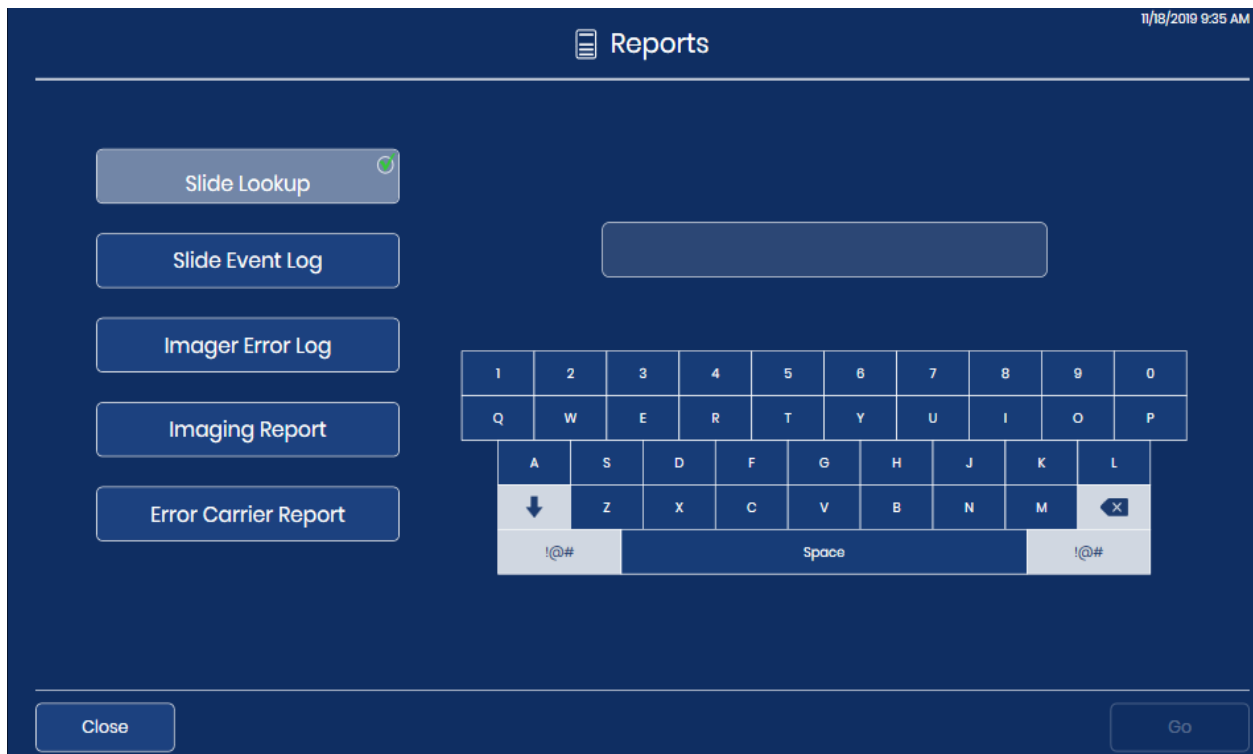 11/18/2019 9:35 AM
Reports
Slide Lookup
Slide Event Log
Imager Error Log
Imaging Report
Error Carrier Report
1 2 3 4 5 6 7 8 9 0
Q W E R T Y U I O P
A S D F G H J K L
Z X C V B N M
!@# Space !@#
Close
Go